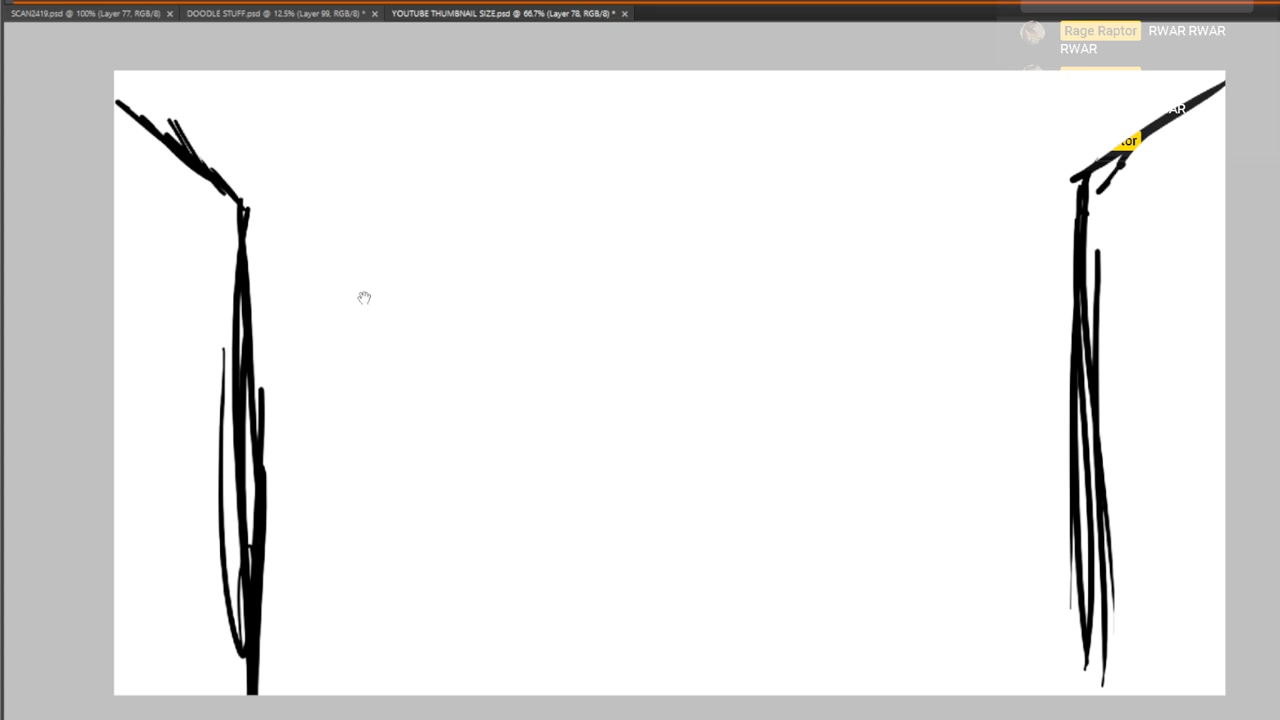 SCAN2419.psd @ 100% (Layer 77, RGB/8) ×
DOODLE STUFF.psd @ 12.5% (Layer 99, RGB/8) * ×
YOUTUBE THUMBNAIL SIZE.psd @ 66.7% (Layer 78, RGB/8) * ×
Rage Raptor RWAR RWAR
RWAR